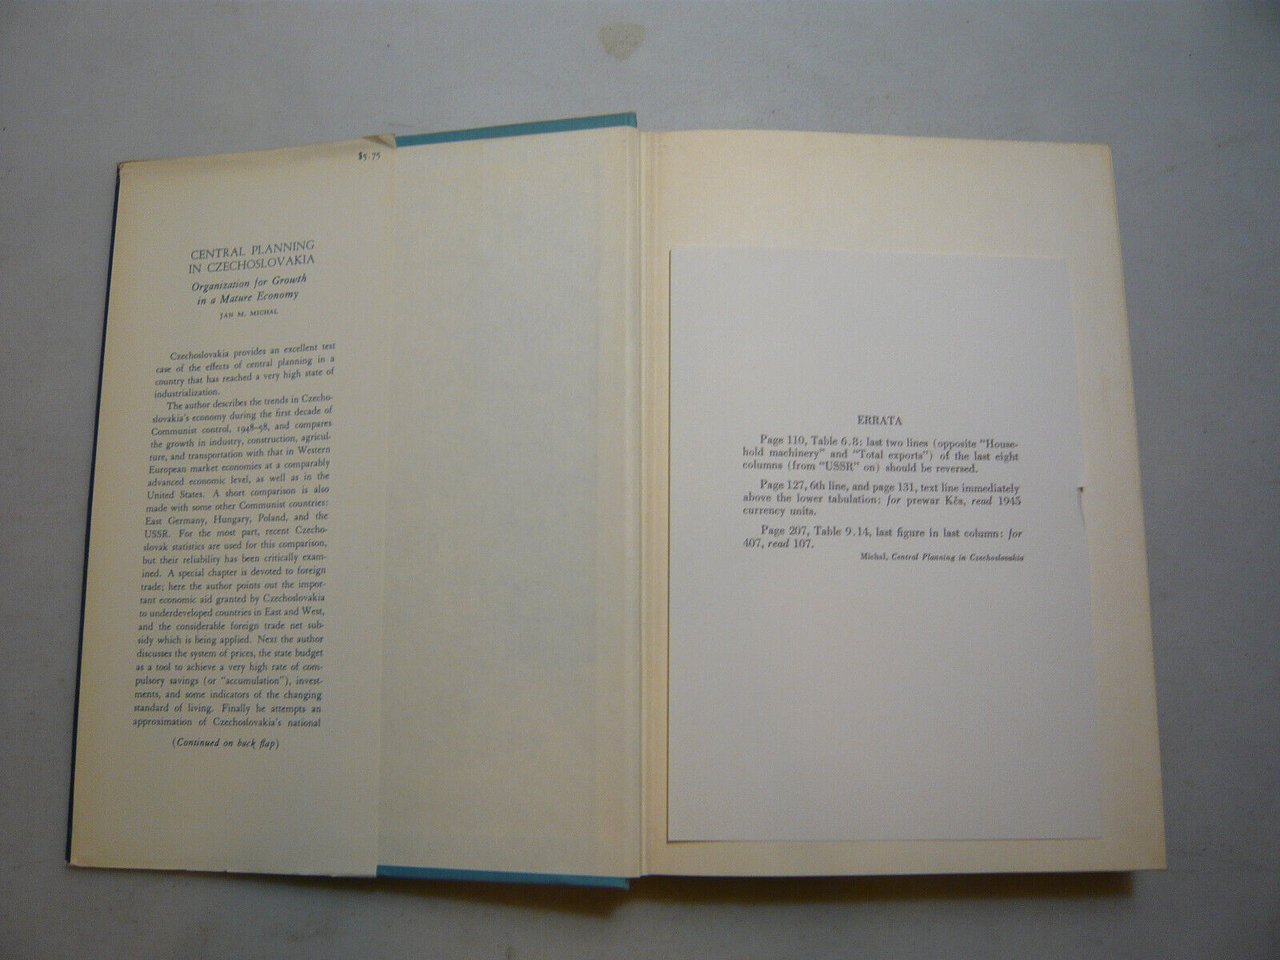 $5.75
CENTRAL PLANNING
IN CZECHOSLOVAKIA
Organization for Growth
in a Mature Economy
JAN M. MICHAL
Czechoslovakia provides an excellent test
case of the effects of central planning in a
country that has reached a very high state of
industrialization.
The author describes the trends in Czecho-
slovakia's economy during the first decade of
Communist control, 1948-58, and compares
the growth in industry, construction, agricul-
ture, and transportation with that in Western
European market economies at a comparably
advanced economic level, as well as in the
United States. A short comparison is also
made with some other Communist countries:
East Germany, Hungary, Poland, and the
USSR. For the most part, recent Czecho-
slovak statistics are used for this comparison,
but their reliability has been critically exam-
ined. A special chapter is devoted to foreign
trade; here the author points out the impor-
tant economic aid granted by Czechoslovakia
to underdeveloped countries in East and West,
and the considerable foreign trade net sub-
sidy which is being applied. Next the author
discusses the system of prices, the state budget
as a tool to achieve a very high rate of com-
pulsory savings (or "accumulation"), invest-
ments, and some indicators of the changing
standard of living. Finally he attempts an
approximation of Czechoslovakia's national
(Continued on back flap)
ERRATA
Page 110, Table 6.8: last two lines (opposite "House-
hold machinery" and "Total exports") of the last eight
columns (from "USSR" on) should be reversed.
Page 127, 6th line, and page 131, text line immediately
above the lower tabulation: for prewar Kčs, read 1945
currency units.
Page 207, Table 9.14, last figure in last column: for
407, read 107.
Michal, Central Planning in Czechoslovakia